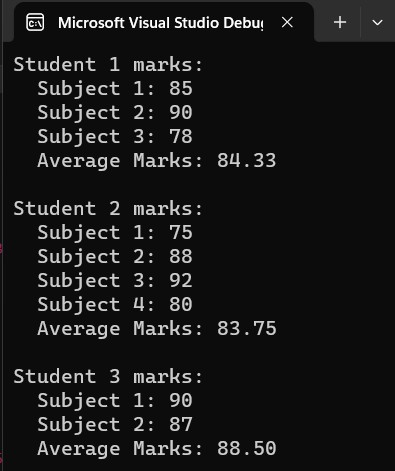 Microsoft Visual Studio Debug
Student 1 marks:
  Subject 1: 85
  Subject 2: 90
  Subject 3: 78
  Average Marks: 84.33
Student 2 marks:
  Subject 1: 75
  Subject 2: 88
  Subject 3: 92
  Subject 4: 80
  Average Marks: 83.75
Student 3 marks:
  Subject 1: 90
  Subject 2: 87
  Average Marks: 88.50